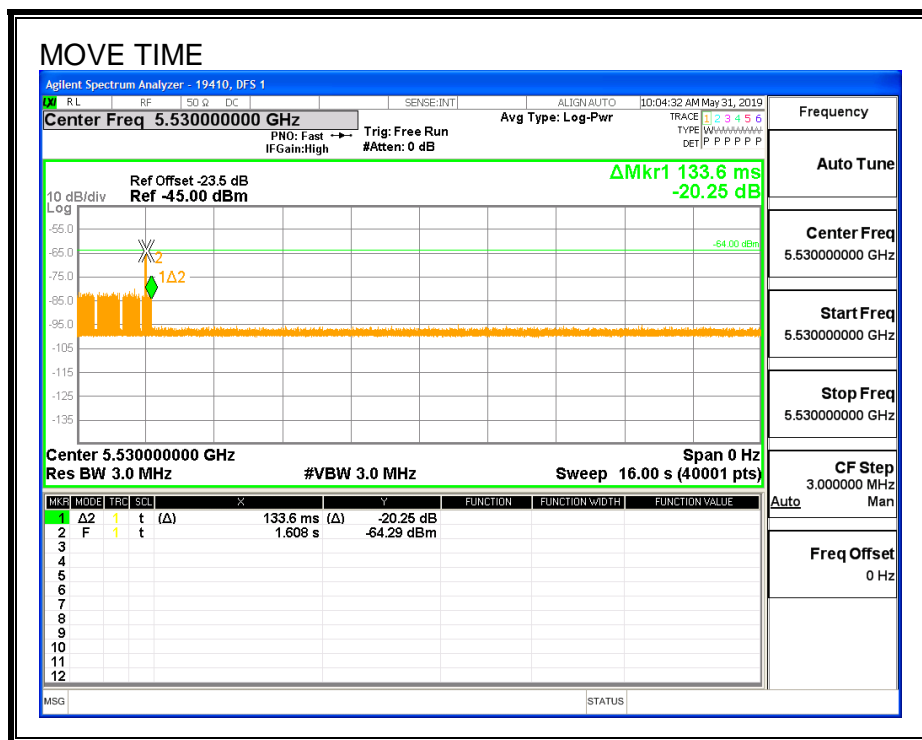 MOVE TIME
Agilent Spectrum Analyzer - 19410, DFS 1
LXI RL RF 50 Ω DC SENSE:INT ALIGN AUTO 10:04:32 AM May 31, 2019
Center Freq 5.530000000 GHz
PNO: Fast
IFGain:High
Trig: Free Run
#Atten: 0 dB
Avg Type: Log-Pwr
TRACE 1 2 3 4 5 6
TYPE
DET P P P P P P
ΔMkr1 133.6 ms
-20.25 dB
Ref Offset -23.5 dB
10 dB/div Ref -45.00 dBm
Log
-55.0
-65.0
-75.0
-85.0
-95.0
-105
-115
-125
-135
-64.00 dBm
2
1Δ2
Center 5.530000000 GHz Span 0 Hz
Res BW 3.0 MHz #VBW 3.0 MHz Sweep 16.00 s (40001 pts)
MKR MODE TRC SCL X Y FUNCTION FUNCTION WIDTH FUNCTION VALUE
1 Δ2 1 t (Δ) 133.6 ms (Δ) -20.25 dB
2 F 1 t 1.608 s -64.29 dBm
3
4
5
6
7
8
9
10
11
12
MSG STATUS
Frequency
Auto Tune
Center Freq
5.530000000 GHz
Start Freq
5.530000000 GHz
Stop Freq
5.530000000 GHz
CF Step
3.000000 MHz
Auto Man
Freq Offset
0 Hz